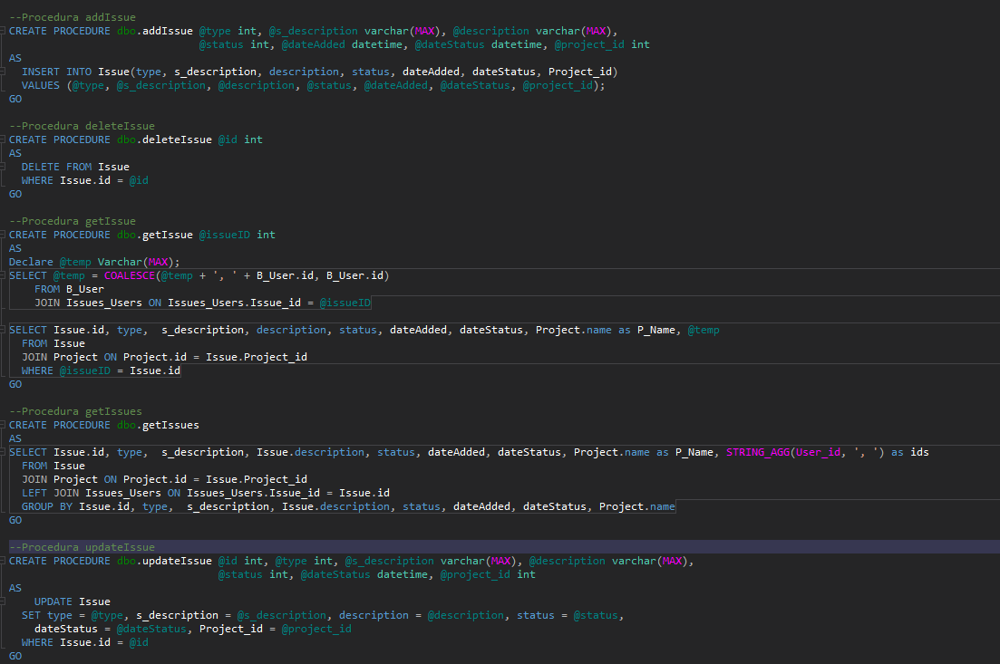 --Procedura addIssue
CREATE PROCEDURE dbo.addIssue @type int, @s_description varchar(MAX), @description varchar(MAX),
                              @status int, @dateAdded datetime, @dateStatus datetime, @project_id int
AS
  INSERT INTO Issue(type, s_description, description, status, dateAdded, dateStatus, Project_id)
  VALUES (@type, @s_description, @description, @status, @dateAdded, @dateStatus, @project_id);
GO

--Procedura deleteIssue
CREATE PROCEDURE dbo.deleteIssue @id int
AS
  DELETE FROM Issue
  WHERE Issue.id = @id
GO

--Procedura getIssue
CREATE PROCEDURE dbo.getIssue @issueID int
AS
Declare @temp Varchar(MAX);
SELECT @temp = COALESCE(@temp + ', ' + B_User.id, B_User.id)
    FROM B_User
    JOIN Issues_Users ON Issues_Users.Issue_id = @issueID

SELECT Issue.id, type,  s_description, description, status, dateAdded, dateStatus, Project.name as P_Name, @temp
  FROM Issue
  JOIN Project ON Project.id = Issue.Project_id
  WHERE @issueID = Issue.id
GO

--Procedura getIssues
CREATE PROCEDURE dbo.getIssues
AS
SELECT Issue.id, type,  s_description, Issue.description, status, dateAdded, dateStatus, Project.name as P_Name, STRING_AGG(User_id, ', ') as ids
  FROM Issue
  JOIN Project ON Project.id = Issue.Project_id
  LEFT JOIN Issues_Users ON Issues_Users.Issue_id = Issue.id
  GROUP BY Issue.id, type,  s_description, Issue.description, status, dateAdded, dateStatus, Project.name
GO

--Procedura updateIssue
CREATE PROCEDURE dbo.updateIssue @id int, @type int, @s_description varchar(MAX), @description varchar(MAX),
                                 @status int, @dateStatus datetime, @project_id int
AS
    UPDATE Issue
  SET type = @type, s_description = @s_description, description = @description, status = @status,
    dateStatus = @dateStatus, Project_id = @project_id
  WHERE Issue.id = @id
GO